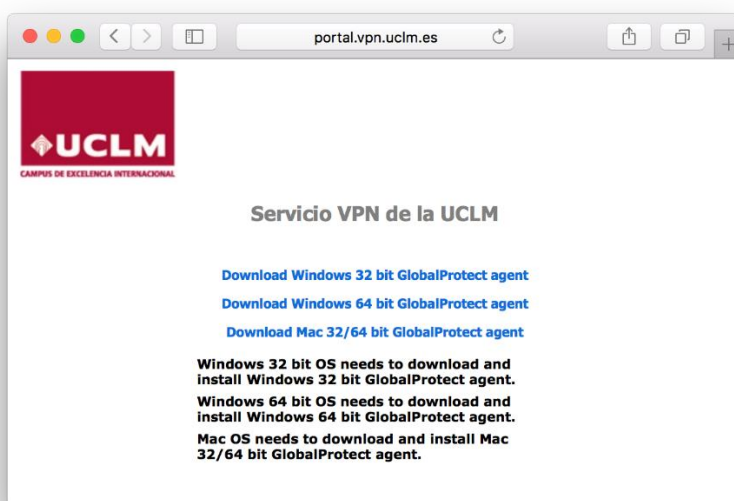 portal.vpn.uclm.es
UCLM
CAMPUS DE EXCELENCIA INTERNACIONAL
Servicio VPN de la UCLM
Download Windows 32 bit GlobalProtect agent
Download Windows 64 bit GlobalProtect agent
Download Mac 32/64 bit GlobalProtect agent
Windows 32 bit OS needs to download and
install Windows 32 bit GlobalProtect agent.
Windows 64 bit OS needs to download and
install Windows 64 bit GlobalProtect agent.
Mac OS needs to download and install Mac
32/64 bit GlobalProtect agent.